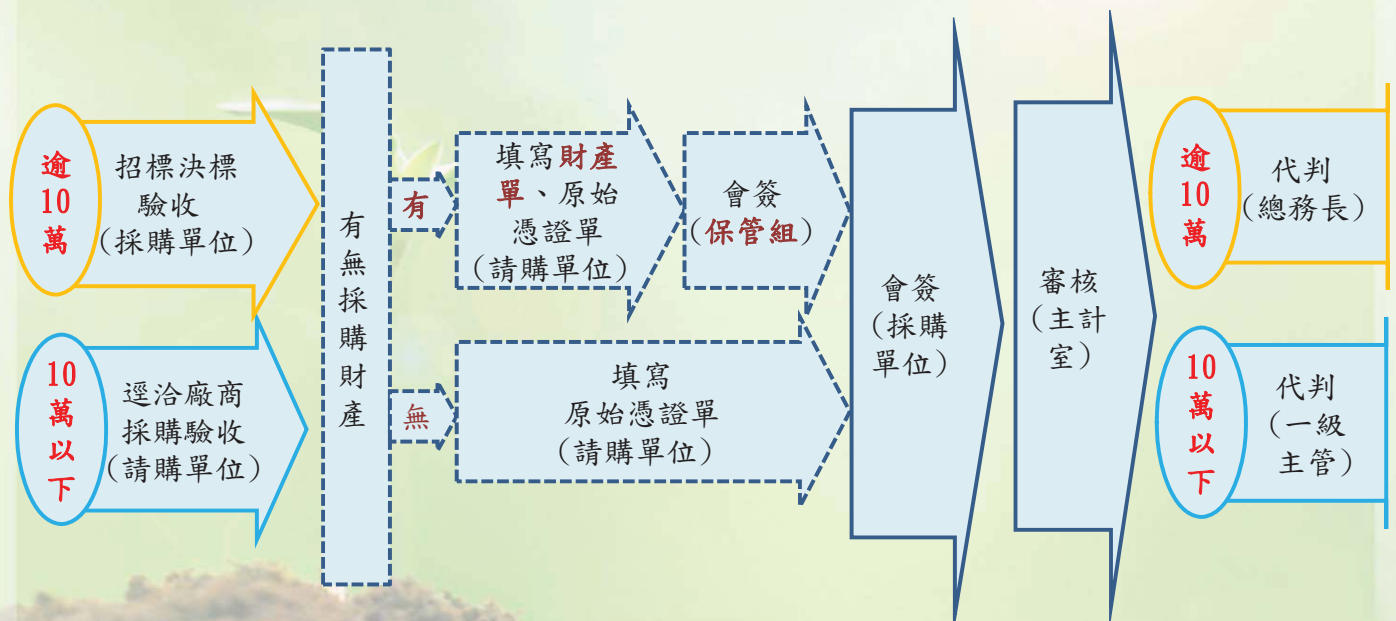 逾
10
萬
招標決標
驗收
(採購單位)
10
萬
以
下
逕洽廠商
採購驗收
(請購單位)
有
無
採
購
財
產
有
填寫財產
單、原始
憑證單
(請購單位)
會簽
(保管組)
無
填寫
原始憑證單
(請購單位)
會簽
(採購
單位)
審核
(主計
室)
逾
10
萬
代判
(總務長)
10
萬
以
下
代判
(一級
主管)